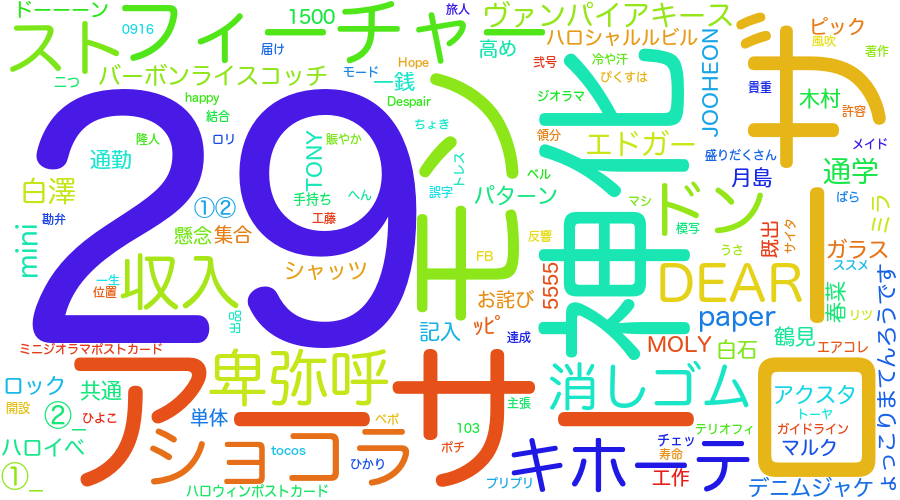 ドーーーン
フィーチャー
1500
旅人
ヴァンパイアキース
ピック
スト
0916
届け
高め
ハロシャルルビル
風吹
著作
二つ
バーボンライスコッチ
モード
Hope
一銭
弐号
冷や汗
ぴくすは
JOOHEON
サ
貴重
木村
許容
happy
結合
Despair
ジオラマ
29
隆人
ロリ
TONY
賑やか
ちょき
領分
エドガー
メイド
通勤
ベル
盛りだくさん
月島
通学
白澤
手持ち
へん
誤字
トレス
パターン
マシ
ドン
ばら
ミラ
勘弁
①②
工藤
モン
神化
模写
既出
サイタ
mini
懸念
集合
反響
うさ
ガラス
シャッツ
FB
ススメ
一生
位置
収入
5555
DEAR
春菜
よっこりまてんろうです
出品
お詫び
リツ
記入
ッピ
達成
paper
鶴見
ミニジオラマポストカード
MOLY
白石
エアコレ
アーサー
卑弥呼
ロック
共通
消しゴム
アクスタ
ロ
開設
②_
ひよこ
単体
ベポ
主張
トーヤ
103
テリオフィ
ガイドライン
ハロイベ
ショコラ
tocos
ひかり
ポチ
キホーテ
チェッ
寿命
マルク
①_
ハロウィンポストカード
プリプリ
工作
デニムジャケ